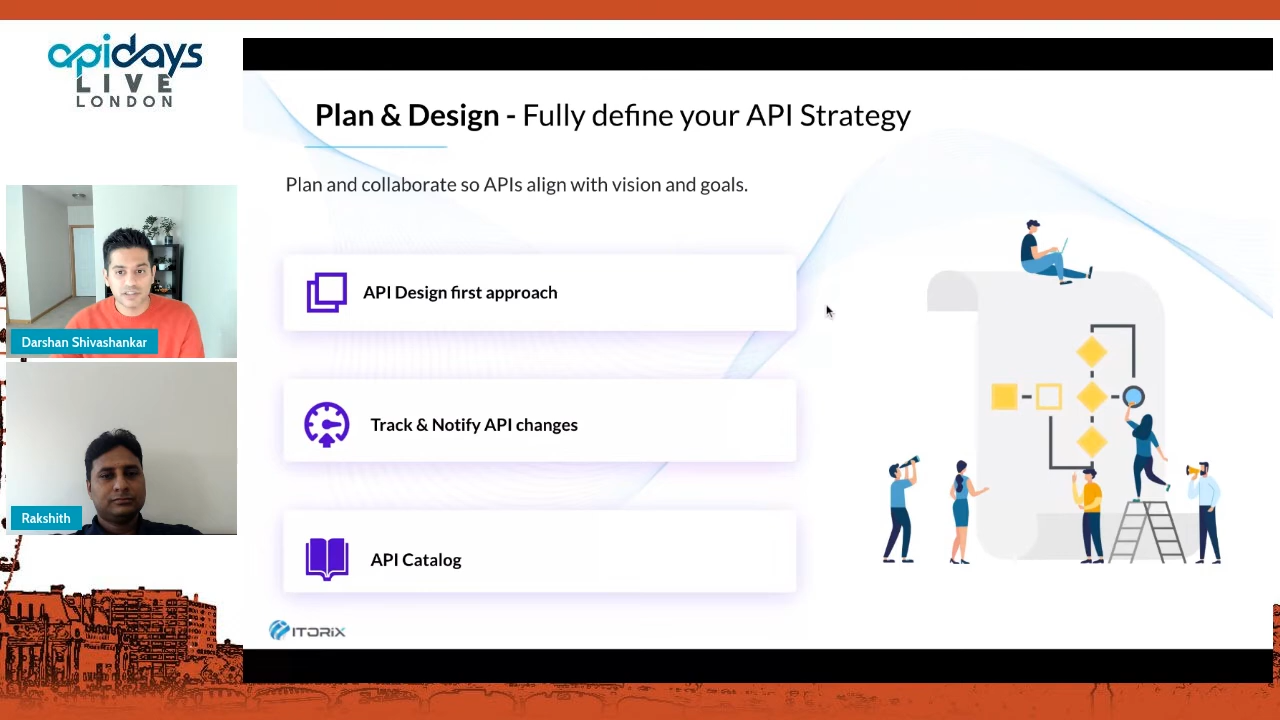 apidays
LIVE
LONDON
Plan & Design - Fully define your API Strategy
Plan and collaborate so APIs align with vision and goals.
API Design first approach
Track & Notify API changes
API Catalog
ITORIX
Darshan Shivashankar
Rakshith